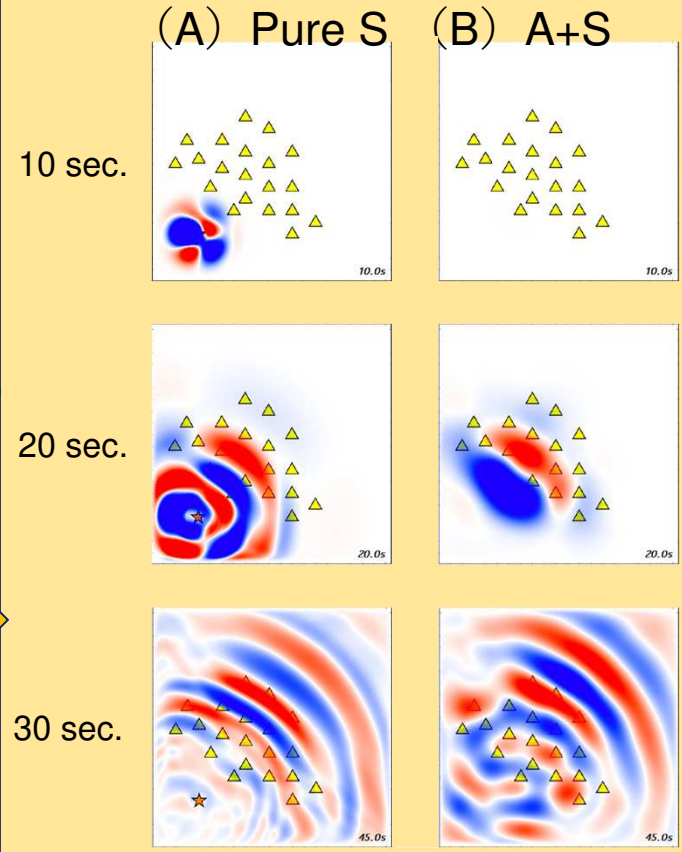 （A）Pure S （B）A+S
10 sec.
10.0s 10.0s
20 sec.
20.0s 20.0s
30 sec.
45.0s 45.0s